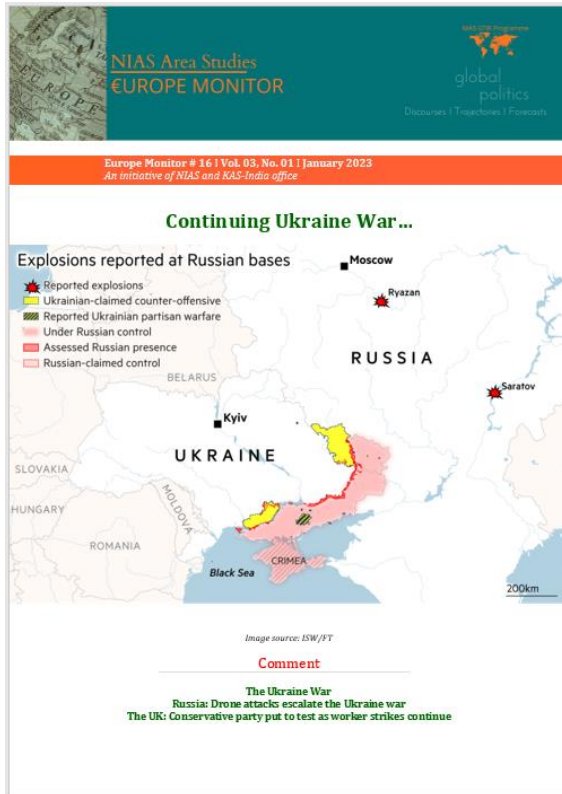 NIAS Area Studies
€UROPE MONITOR
NIAS GTIR Programme
global
politics
Discourses I Trajectories I Forecasts
EUROPE
Europe Monitor # 16 I Vol. 03, No. 01 I January 2023
An initiative of NIAS and KAS-India office
Continuing Ukraine War…
Explosions reported at Russian bases
Reported explosions
Ukrainian-claimed counter-offensive
Reported Ukrainian partisan warfare
Under Russian control
Assessed Russian presence
Russian-claimed control
Moscow
Ryazan
RUSSIA
BELARUS
Saratov
Kyiv
UKRAINE
SLOVAKIA
HUNGARY
MOLDOVA
ROMANIA
CRIMEA
Black Sea
200km
Image source: ISW/FT
Comment
The Ukraine War
Russia: Drone attacks escalate the Ukraine war
The UK: Conservative party put to test as worker strikes continue